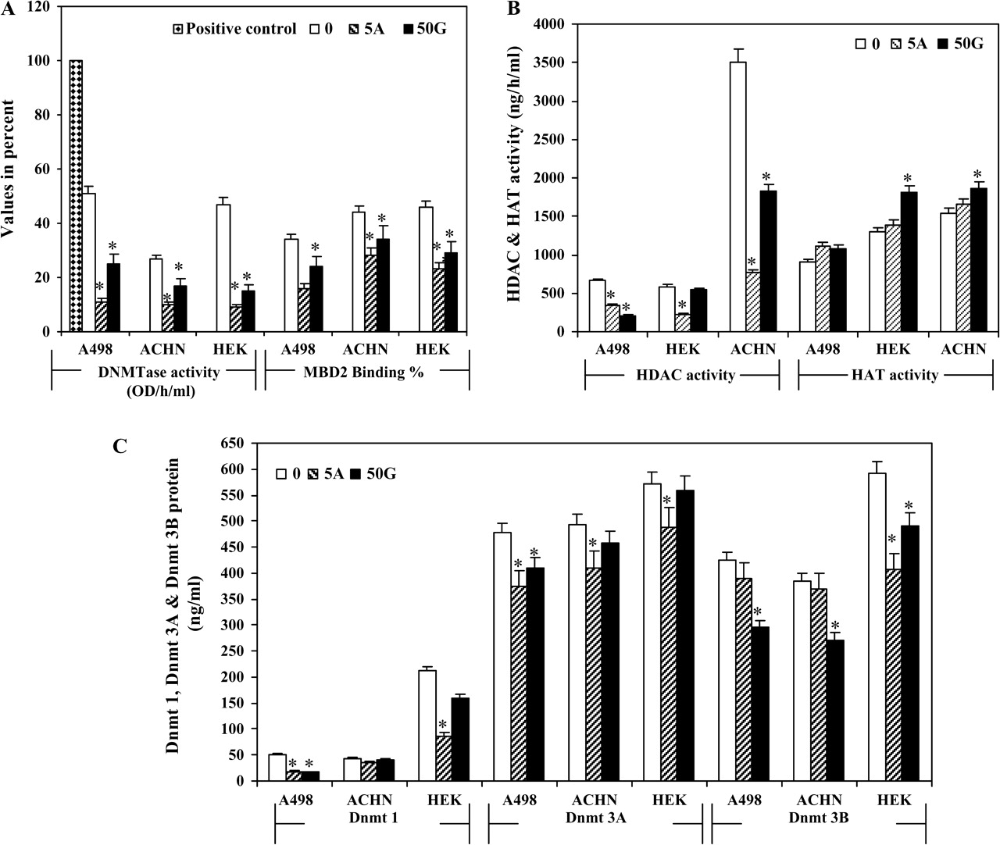 A
Values in percent
120
100
80
60
40
20
0
Positive control 0 5A 50G
* * * * * * * * * * *
A498 ACHN HEK A498 ACHN HEK
DNMTase activity MBD2 Binding %
(OD/h/ml)
B
HDAC & HAT activity (ng/h/ml)
4000
3500
3000
2500
2000
1500
1000
500
0
0 5A 50G
* * * * * * *
A498 HEK ACHN A498 HEK ACHN
HDAC activity HAT activity
C
Dnmt 1, Dnmt 3A & Dnmt 3B protein
(ng/ml)
650
600
550
500
450
400
350
300
250
200
150
100
50
0
0 5A 50G
* * * * * * * * * * *
A498 ACHN HEK A498 ACHN HEK A498 ACHN HEK
Dnmt 1 Dnmt 3A Dnmt 3B